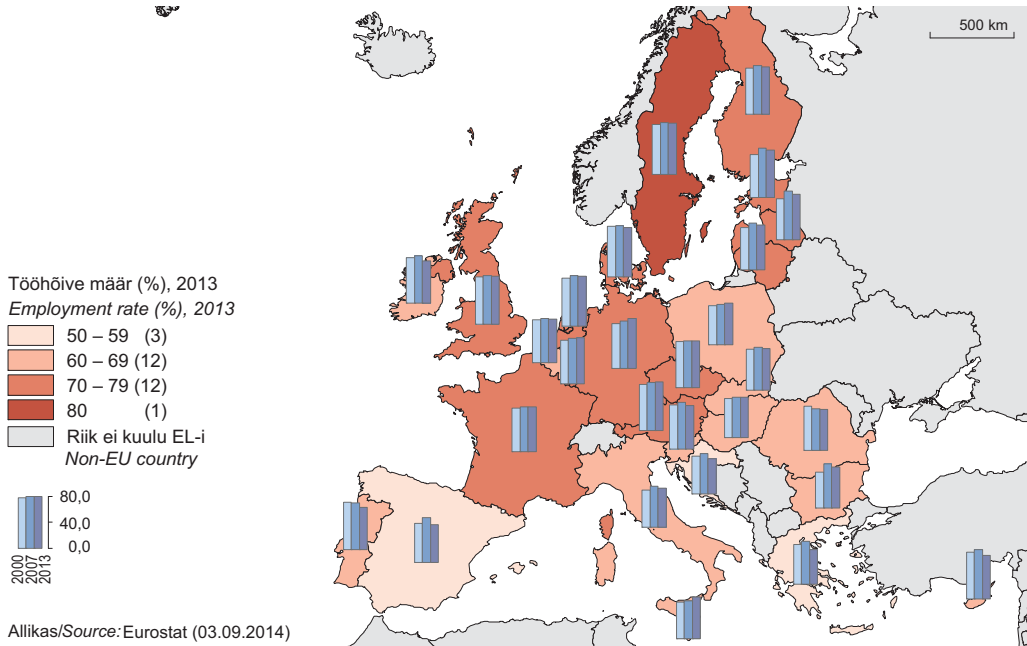 500 km
Tööhõive määr (%), 2013
Employment rate (%), 2013
50 – 59 (3)
60 – 69 (12)
70 – 79 (12)
80 (1)
Riik ei kuulu EL-i
Non-EU country
80,0
40,0
0,0
2000
2007
2013
Allikas/Source: Eurostat (03.09.2014)